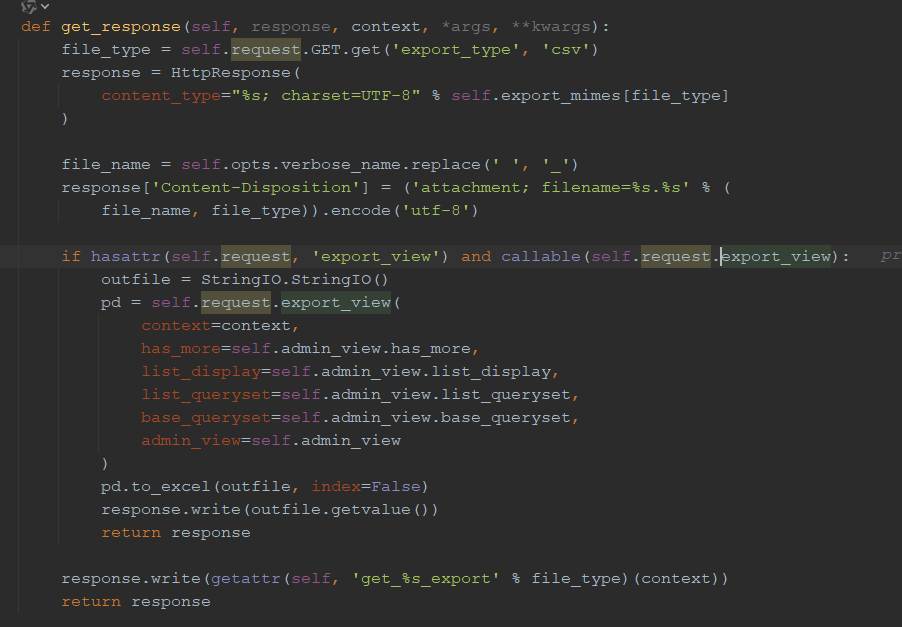 def get_response(self, response, context, *args, **kwargs):
    file_type = self.request.GET.get('export_type', 'csv')
    response = HttpResponse(
        content_type="%s; charset=UTF-8" % self.export_mimes[file_type]
    )

    file_name = self.opts.verbose_name.replace(' ', '_')
    response['Content-Disposition'] = ('attachment; filename=%s.%s' % (
        file_name, file_type)).encode('utf-8')

    if hasattr(self.request, 'export_view') and callable(self.request.export_view):   pr
        outfile = StringIO.StringIO()
        pd = self.request.export_view(
            context=context,
            has_more=self.admin_view.has_more,
            list_display=self.admin_view.list_display,
            list_queryset=self.admin_view.list_queryset,
            base_queryset=self.admin_view.base_queryset,
            admin_view=self.admin_view
        )
        pd.to_excel(outfile, index=False)
        response.write(outfile.getvalue())
        return response

    response.write(getattr(self, 'get_%s_export' % file_type)(context))
    return response